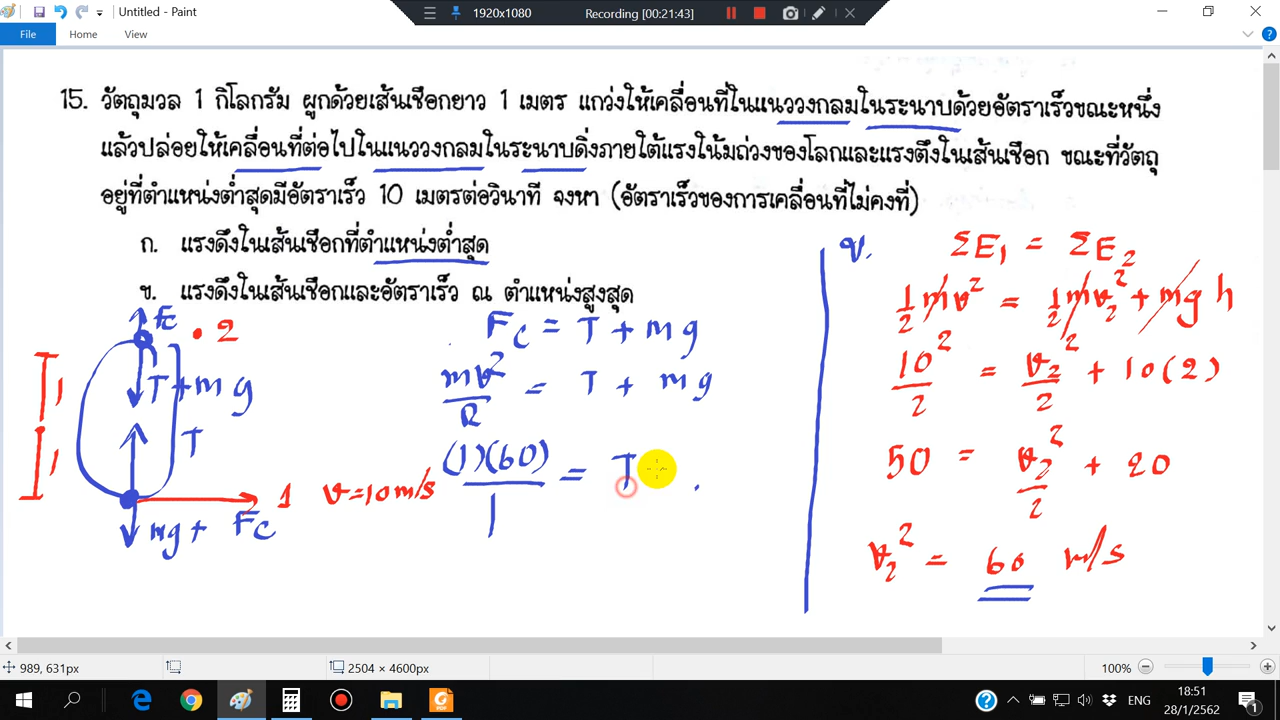 Untitled - Paint
1920x1080
Recording [00:21:43]
File
Home
View
15. วัตถุมวล 1 กิโลกรัม ผูกด้วยเส้นเชือกยาว 1 เมตร แกว่งให้เคลื่อนที่ในแนววงกลมในระนาบด้วยอัตราเร็วขณะหนึ่ง
แล้วปล่อยให้เคลื่อนที่ต่อไปในแนววงกลมในระนาบดิ่งภายใต้แรงโน้มถ่วงของโลกและแรงตึงในเส้นเชือก ขณะที่วัตถุ
อยู่ที่ตำแหน่งต่ำสุดมีอัตราเร็ว 10 เมตรต่อวินาที จงหา (อัตราเร็วของการเคลื่อนที่ไม่คงที่)
ก. แรงดึงในเส้นเชือกที่ตำแหน่งต่ำสุด
ข. แรงดึงในเส้นเชือกและอัตราเร็ว ณ ตำแหน่งสูงสุด
Fc
2
T+mg
1
1
T
1
v=10m/s
mg+ Fc
Fc = T + mg
mv²/R = T + mg
(1)(60)/1 = T
ข. ΣE₁ = ΣE₂
½mv² = ½mv₂² + mgh
10²/2 = v₂²/2 + 10(2)
50 = v₂²/2 + 20
v₂² = 60 m/s
989, 631px
2504 × 4600px
100%
ENG
18:51
28/1/2562
1